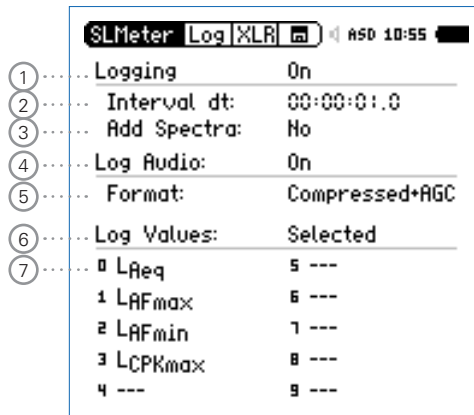 SLMeter Log XLR ASD 10:55
1 Logging On
2 Interval dt: 00:00:01.0
3 Add Spectra: No
4 Log Audio: On
5 Format: Compressed+AGC
6 Log Values: Selected
7 0 LAeq 5 ---
1 LAFmax 6 ---
2 LAFmin 7 ---
3 LCPKmax 8 ---
4 --- 9 ---